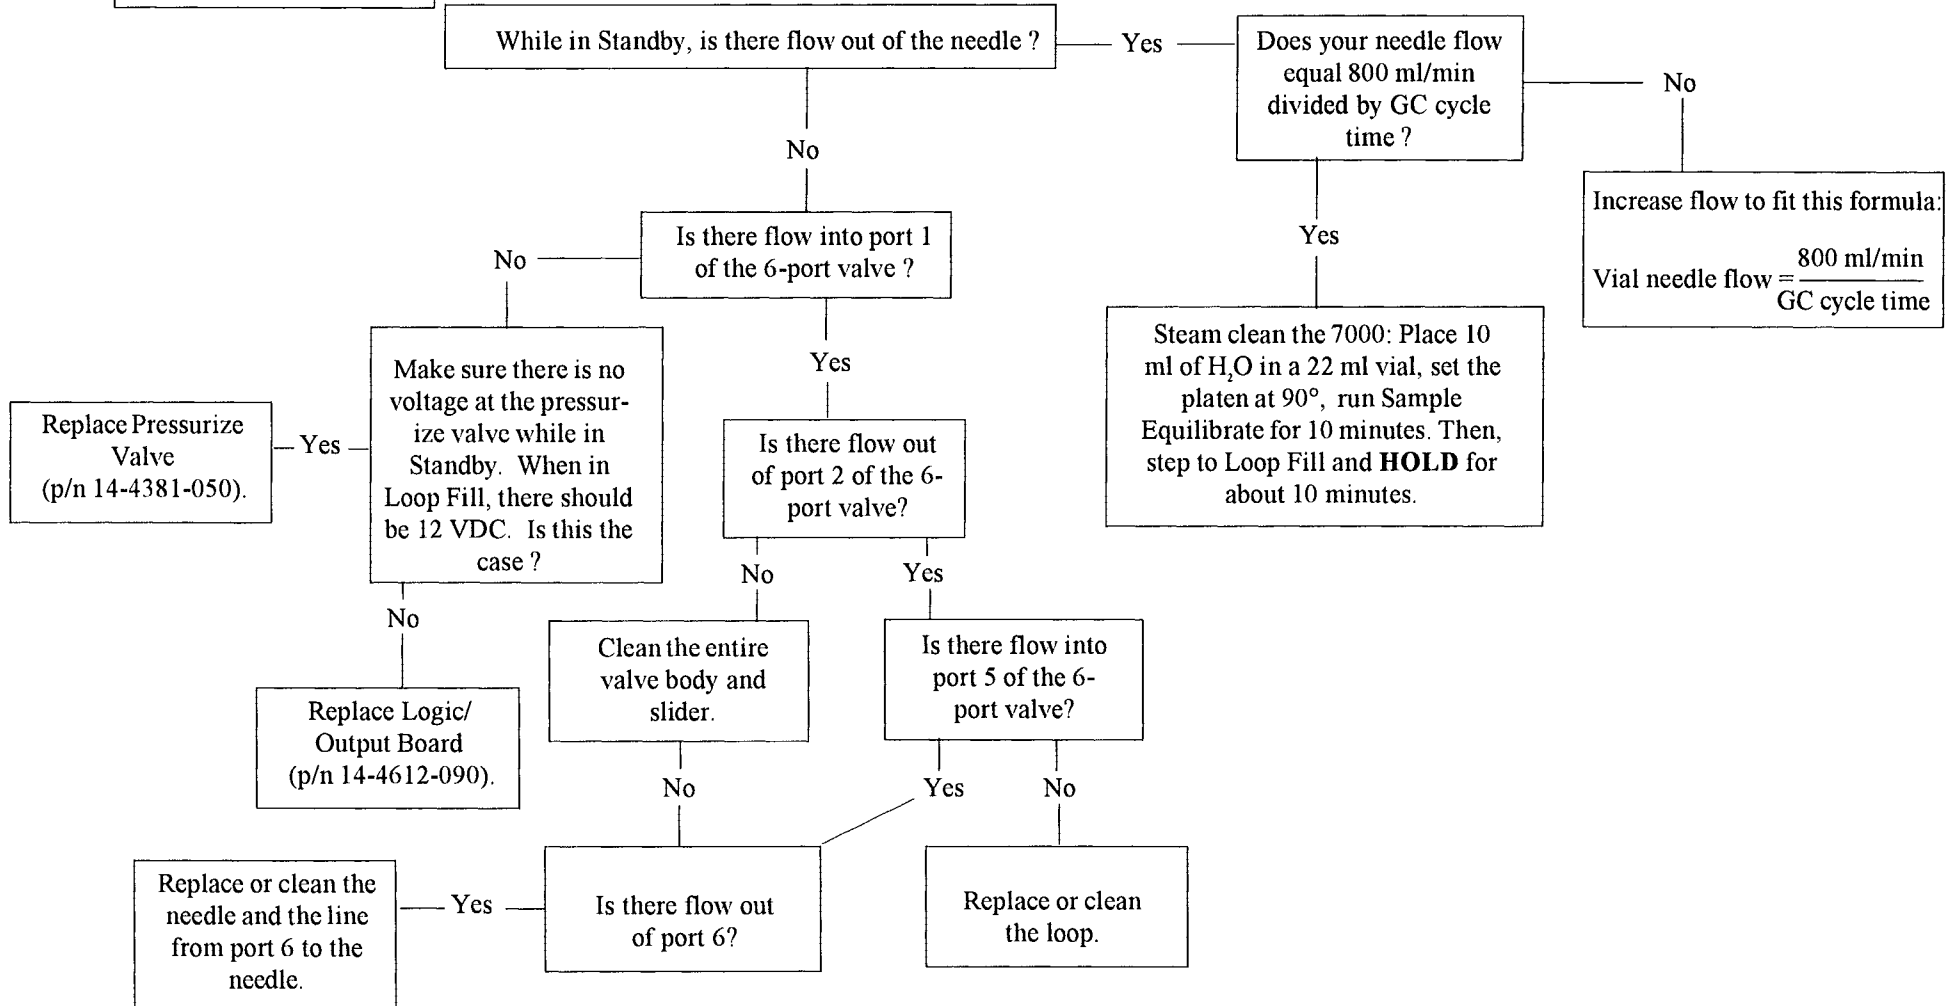 While in Standby, is there flow out of the needle ?
Yes
Does your needle flow
equal 800 ml/min
divided by GC cycle
time ?
No
Increase flow to fit this formula:
Vial needle flow = 800 ml/min
GC cycle time
Yes
Steam clean the 7000: Place 10
ml of H₂O in a 22 ml vial, set the
platen at 90°, run Sample
Equilibrate for 10 minutes. Then,
step to Loop Fill and HOLD for
about 10 minutes.
No
Is there flow into port 1
of the 6-port valve ?
No
Make sure there is no
voltage at the pressur-
ize valve while in
Standby. When in
Loop Fill, there should
be 12 VDC. Is this the
case ?
Yes
Replace Pressurize
Valve
(p/n 14-4381-050).
No
Replace Logic/
Output Board
(p/n 14-4612-090).
Yes
Is there flow out
of port 2 of the 6-
port valve?
No
Clean the entire
valve body and
slider.
Yes
Is there flow into
port 5 of the 6-
port valve?
No
Yes
No
Is there flow out
of port 6?
Yes
Replace or clean the
needle and the line
from port 6 to the
needle.
Replace or clean
the loop.